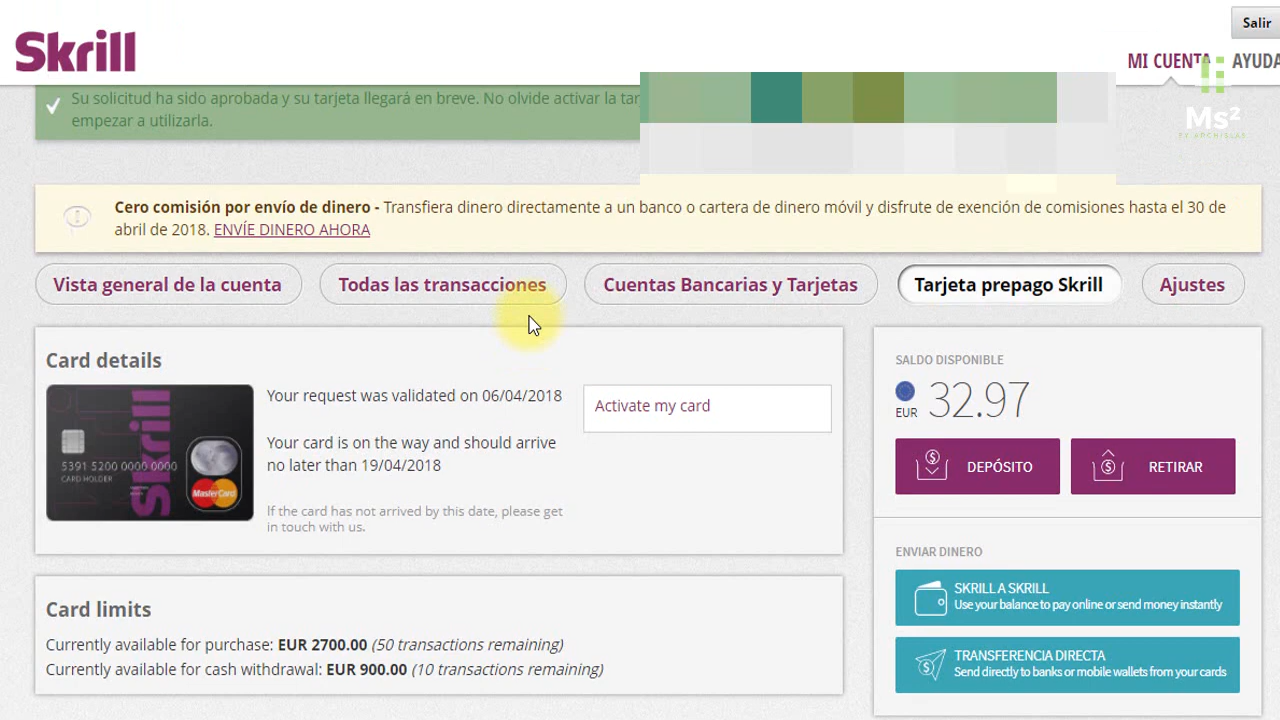 Salir
Skrill
MI CUENTA
AYUDA
Su solicitud ha sido aprobada y su tarjeta llegará en breve. No olvide activar la tar
empezar a utilizarla.
Ms²
Cero comisión por envío de dinero - Transfiera dinero directamente a un banco o cartera de dinero móvil y disfrute de exención de comisiones hasta el 30 de
abril de 2018. ENVÍE DINERO AHORA
Vista general de la cuenta
Todas las transacciones
Cuentas Bancarias y Tarjetas
Tarjeta prepago Skrill
Ajustes
Card details
Skrill
5391 5200 0000 0000
CARD HOLDER
MasterCard
Your request was validated on 06/04/2018
Your card is on the way and should arrive
no later than 19/04/2018
If the card has not arrived by this date, please get
in touch with us.
Activate my card
SALDO DISPONIBLE
EUR 32.97
DEPÓSITO
RETIRAR
ENVIAR DINERO
SKRILL A SKRILL
Use your balance to pay online or send money instantly
TRANSFERENCIA DIRECTA
Send directly to banks or mobile wallets from your cards
Card limits
Currently available for purchase: EUR 2700.00 (50 transactions remaining)
Currently available for cash withdrawal: EUR 900.00 (10 transactions remaining)